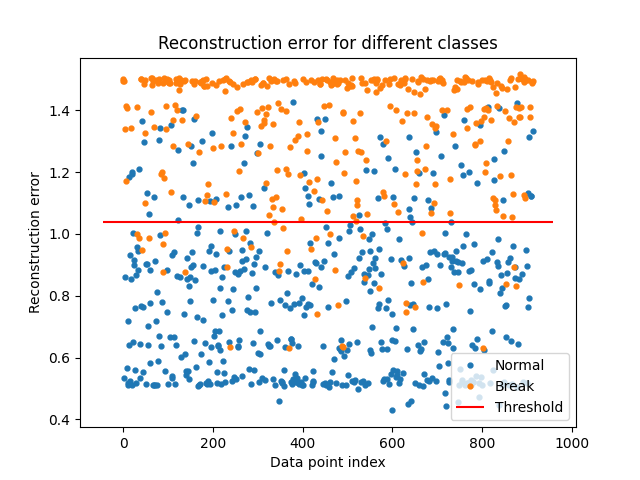 Reconstruction error for different classes
Reconstruction error
1.4
1.2
1.0
0.8
0.6
0.4
Normal
Break
Threshold
0 200 400 600 800 1000
Data point index